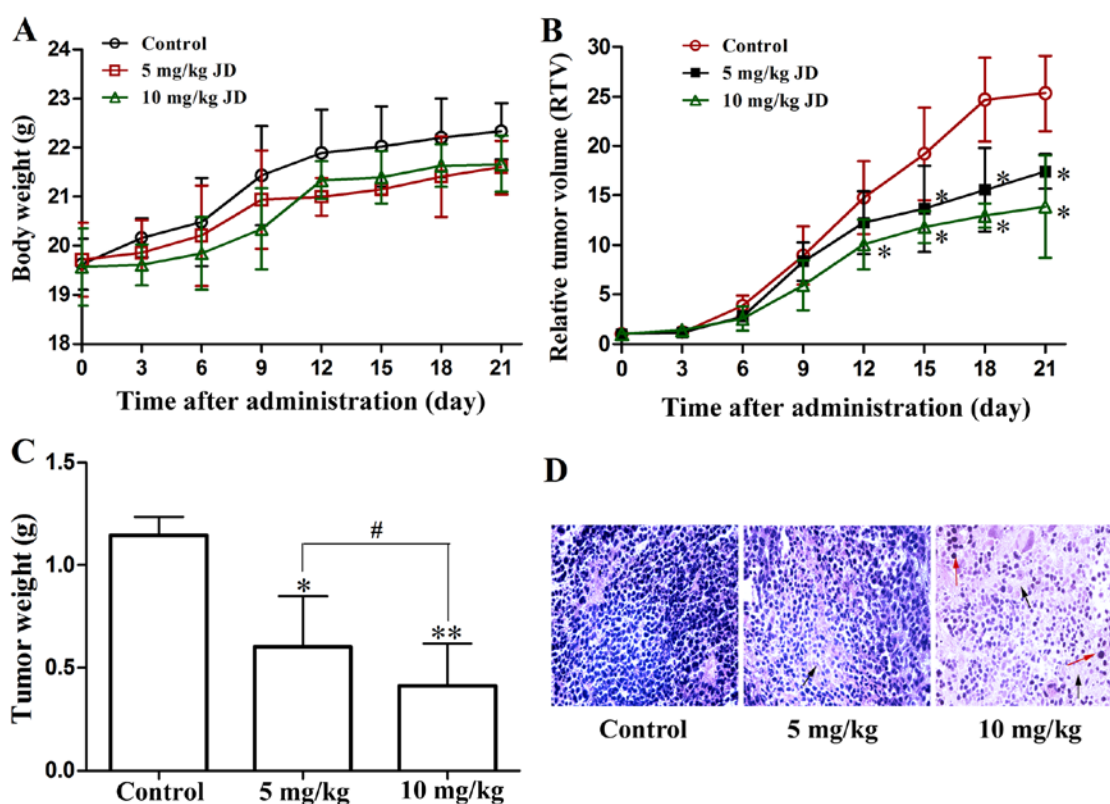 A
Control
5 mg/kg JD
10 mg/kg JD
Body weight (g)
24
23
22
21
20
19
18
0 3 6 9 12 15 18 21
Time after administration (day)
B
Control
5 mg/kg JD
10 mg/kg JD
Relative tumor volume (RTV)
30
25
20
15
10
5
0
* * *
* * * *
0 3 6 9 12 15 18 21
Time after administration (day)
C
Tumor weight (g)
1.5
1.0
0.5
0.0
#
*
**
Control 5 mg/kg 10 mg/kg
D
Control 5 mg/kg 10 mg/kg